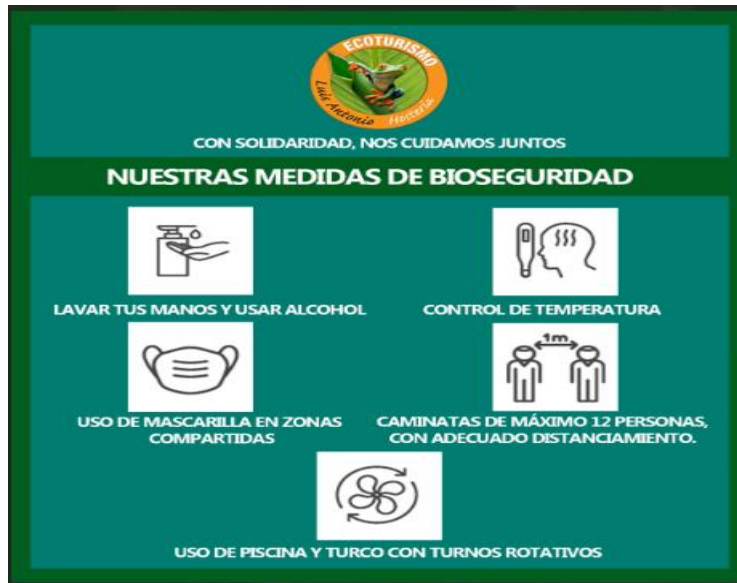 ECOTURISMO
Luis Antonio Hostería
CON SOLIDARIDAD, NOS CUIDAMOS JUNTOS
NUESTRAS MEDIDAS DE BIOSEGURIDAD
LAVAR TUS MANOS Y USAR ALCOHOL
CONTROL DE TEMPERATURA
1m
USO DE MASCARILLA EN ZONAS
COMPARTIDAS
CAMINATAS DE MÁXIMO 12 PERSONAS,
CON ADECUADO DISTANCIAMIENTO.
USO DE PISCINA Y TURCO CON TURNOS ROTATIVOS